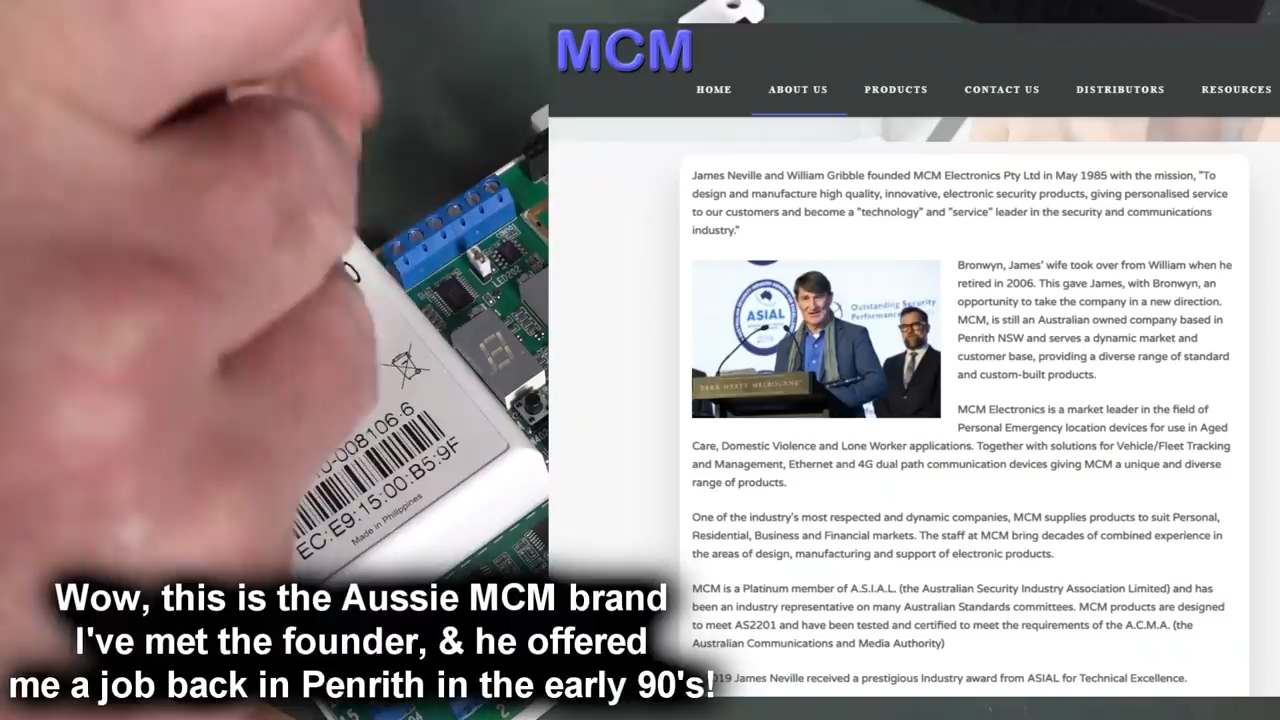 MCM
HOME ABOUT US PRODUCTS CONTACT US DISTRIBUTORS RESOURCES
James Neville and William Gribble founded MCM Electronics Pty Ltd in May 1985 with the mission, "To
design and manufacture high quality, innovative, electronic security products, giving personalised service
to our customers and become a "technology" and "service" leader in the security and communications
industry."
ASIAL
Outstanding Security
Performance
PARK HYATT MELBOURNE
Bronwyn, James' wife took over from William when he
retired in 2006. This gave James, with Bronwyn, an
opportunity to take the company in a new direction.
MCM, is still an Australian owned company based in
Penrith NSW and serves a dynamic market and
customer base, providing a diverse range of standard
and custom-built products.
MCM Electronics is a market leader in the field of
Personal Emergency location devices for use in Aged
Care, Domestic Violence and Lone Worker applications. Together with solutions for Vehicle/Fleet Tracking
and Management, Ethernet and 4G dual path communication devices giving MCM a unique and diverse
range of products.
One of the industry's most respected and dynamic companies, MCM supplies products to suit Personal,
Residential, Business and Financial markets. The staff at MCM bring decades of combined experience in
the areas of design, manufacturing and support of electronic products.
MCM is a Platinum member of A.S.I.A.L. (the Australian Security Industry Association Limited) and has
been an industry representative on many Australian Standards committees. MCM products are designed
to meet AS2201 and have been tested and certified to meet the requirements of the A.C.M.A. (the
Australian Communications and Media Authority)
19 James Neville received a prestigious Industry award from ASIAL for Technical Excellence.
LED202
0-008106-6
EC:E9:15:00:B5:9F
Made in Philippines
Wow, this is the Aussie MCM brand
I've met the founder, & he offered
me a job back in Penrith in the early 90's!
15
2